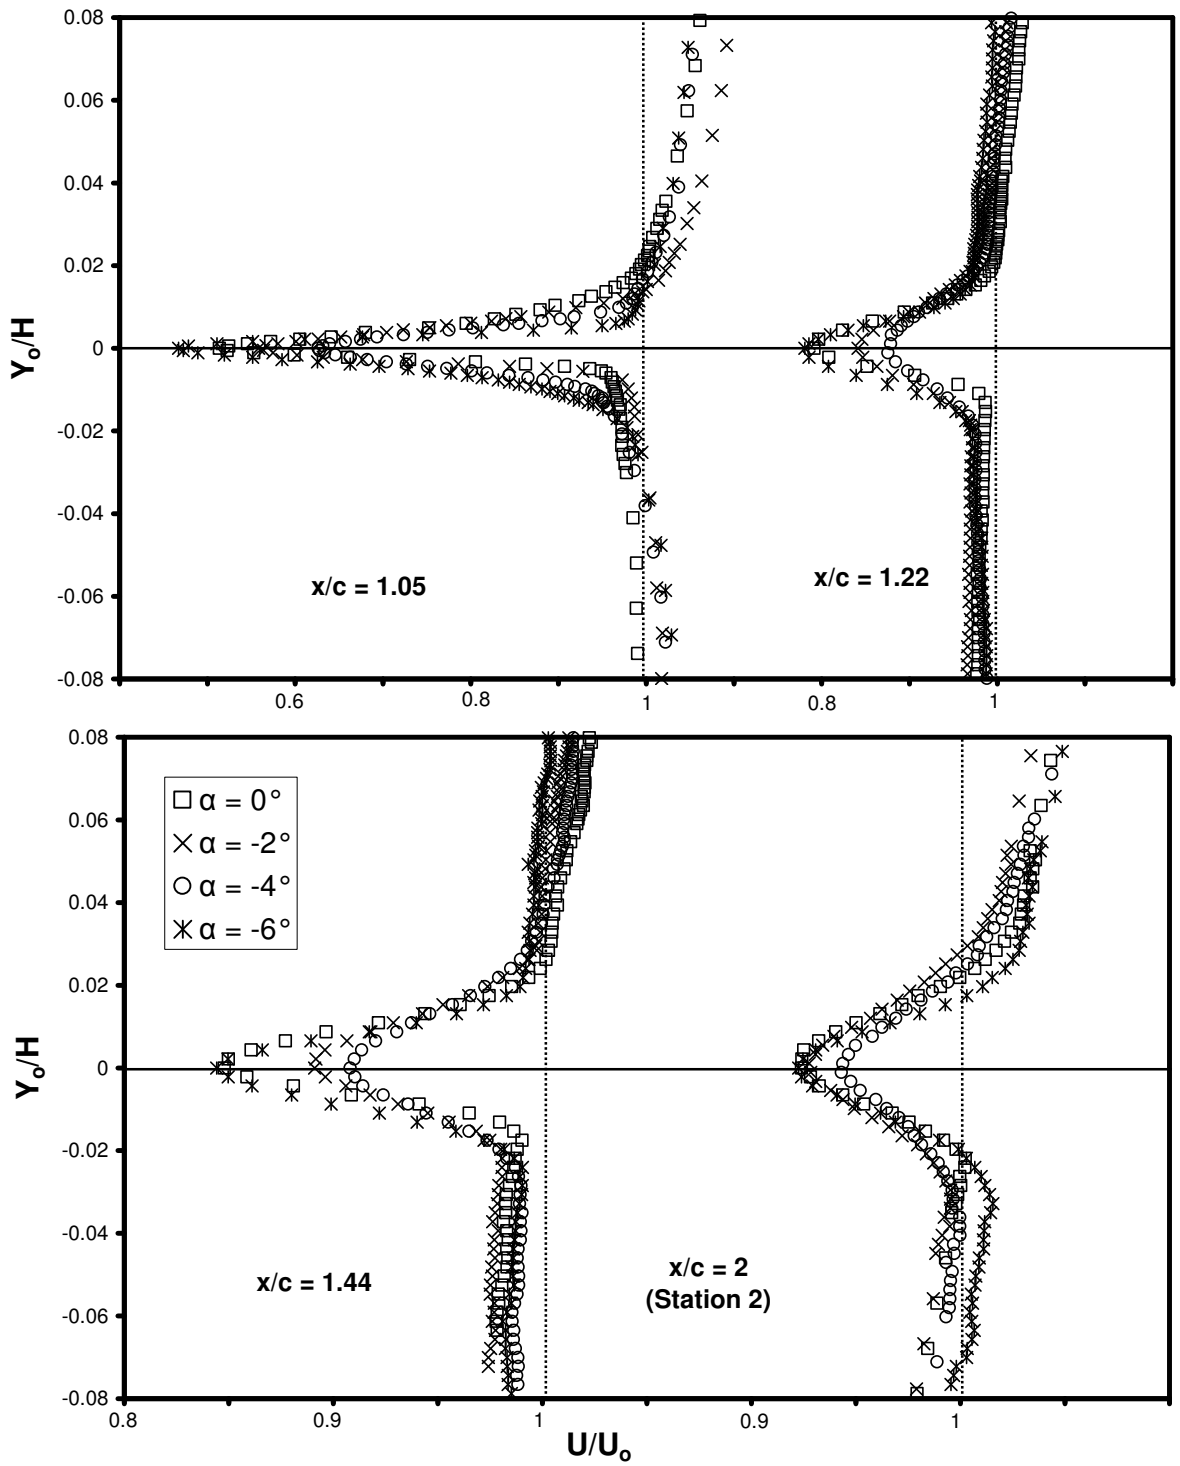 0.08
0.06
0.04
0.02
0
-0.02
-0.04
-0.06
-0.08
Yo/H
x/c = 1.05
x/c = 1.22
0.6
0.8
1
0.8
1
0.08
0.06
0.04
0.02
0
-0.02
-0.04
-0.06
-0.08
Yo/H
α = 0°
α = -2°
α = -4°
α = -6°
x/c = 1.44
x/c = 2
(Station 2)
0.8
0.9
1
0.9
1
U/Uo